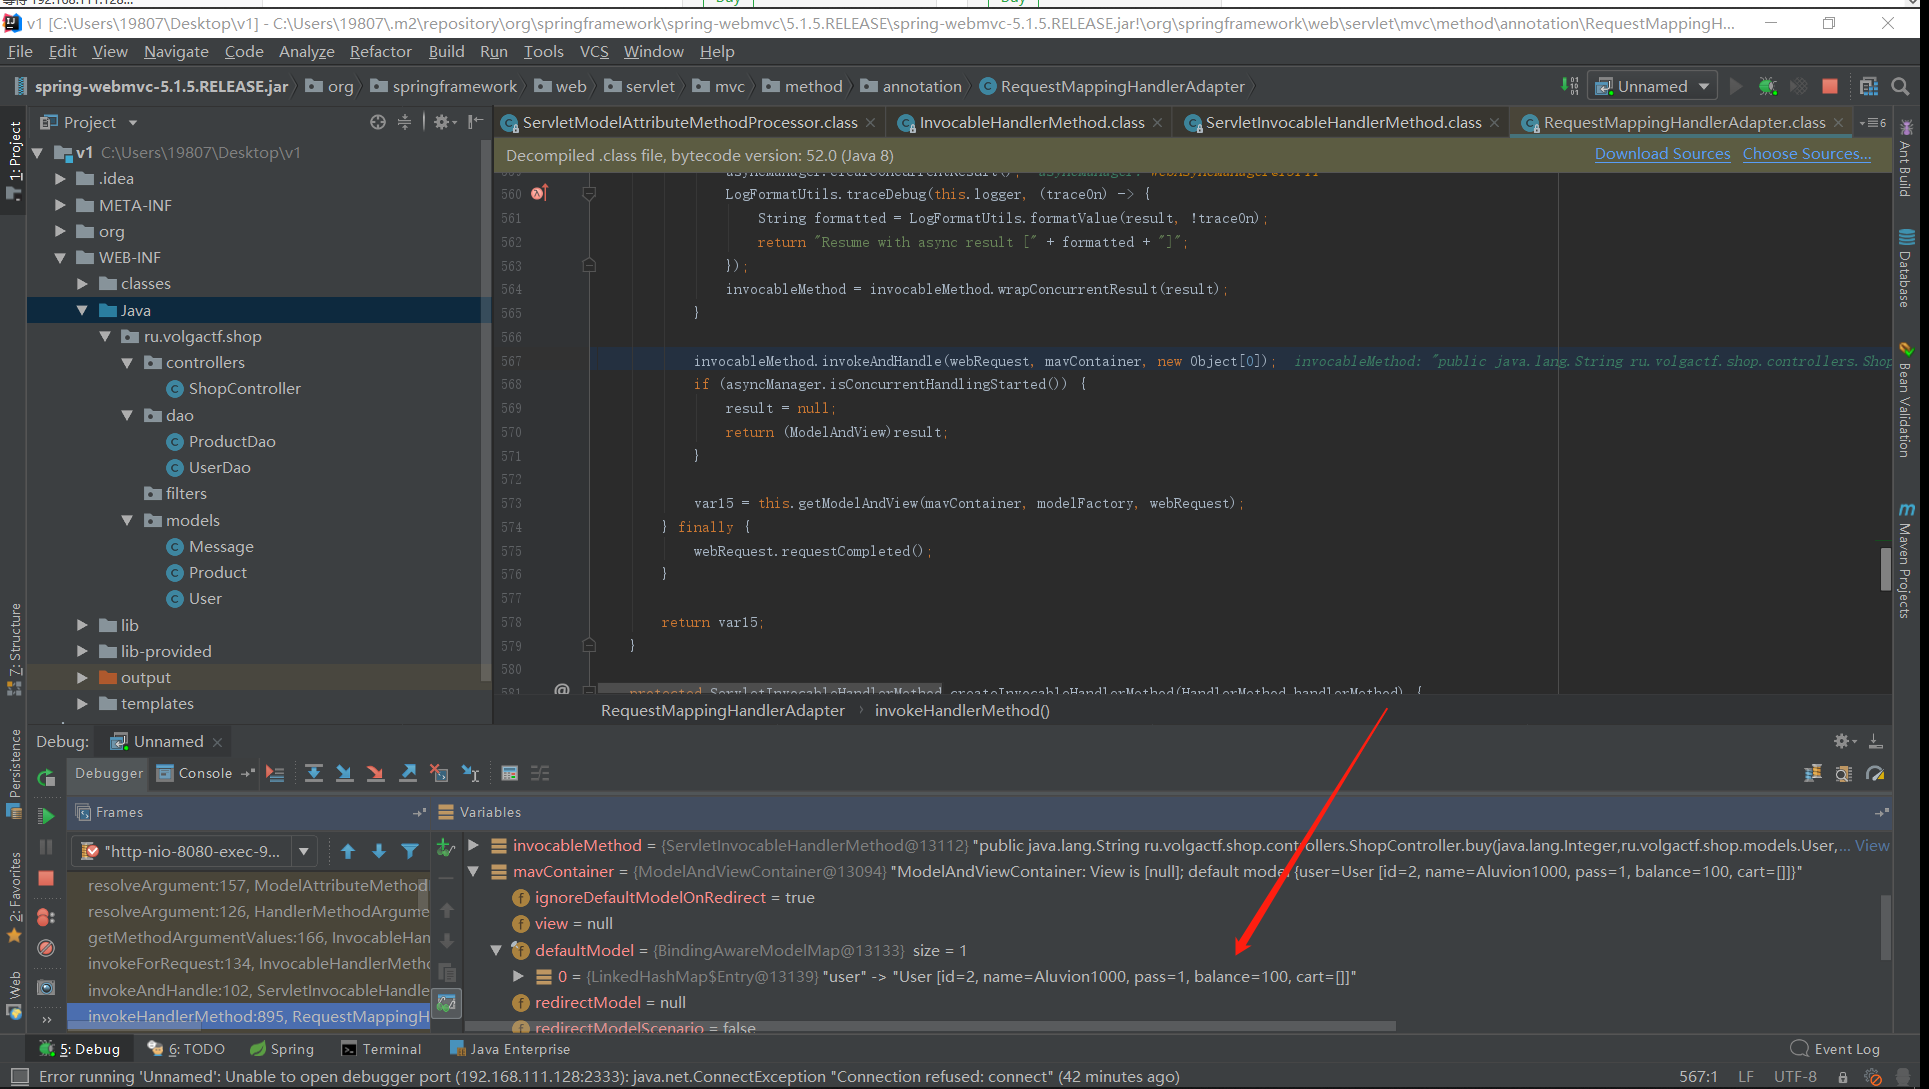 v1 [C:\Users\19807\Desktop\v1] - C:\Users\19807\.m2\repository\org\springframework\spring-webmvc\5.1.5.RELEASE\spring-webmvc-5.1.5.RELEASE.jar!\org\springframework\web\servlet\mvc\method\annotation\RequestMappingH...
File Edit View Navigate Code Analyze Refactor Build Run Tools VCS Window Help
spring-webmvc-5.1.5.RELEASE.jar org springframework web servlet mvc method annotation RequestMappingHandlerAdapter Unnamed
Project
ServletModelAttributeMethodProcessor.class InvocableHandlerMethod.class ServletInvocableHandlerMethod.class RequestMappingHandlerAdapter.class 6
Decompiled .class file, bytecode version: 52.0 (Java 8) Download Sources Choose Sources...
1: Project
Z: Structure
Persistence
2: Favorites
Web
Ant Build
Database
Bean Validation
Maven Projects
v1 C:\Users\19807\Desktop\v1
.idea
META-INF
org
WEB-INF
classes
Java
ru.volgactf.shop
controllers
ShopController
dao
ProductDao
UserDao
filters
models
Message
Product
User
lib
lib-provided
output
templates
560 LogFormatUtils.traceDebug(this.logger, (traceOn) -> {
561 String formatted = LogFormatUtils.formatValue(result, !traceOn);
562 return "Resume with async result [" + formatted + "]";
563 });
564 invocableMethod = invocableMethod.wrapConcurrentResult(result);
565 }
566
567 invocableMethod.invokeAndHandle(webRequest, mavContainer, new Object[0]); invocableMethod: "public java.lang.String ru.volgactf.shop.controllers.Shop
568 if (asyncManager.isConcurrentHandlingStarted()) {
569 result = null;
570 return (ModelAndView)result;
571 }
572
573 var15 = this.getModelAndView(mavContainer, modelFactory, webRequest);
574 } finally {
575 webRequest.requestCompleted();
576 }
577
578 return var15;
579 }
580
581 protected ServletInvocableHandlerMethod createInvocableHandlerMethod(HandlerMethod handlerMethod) {
RequestMappingHandlerAdapter invokeHandlerMethod()
Debug: Unnamed
Debugger Console
Frames Variables
"http-nio-8080-exec-9...
resolveArgument:157, ModelAttributeMethod
resolveArgument:126, HandlerMethodArgume
getMethodArgumentValues:166, InvocableHan
invokeForRequest:134, InvocableHandlerMetho
invokeAndHandle:102, ServletInvocableHandle
invokeHandlerMethod:895, RequestMappingH
invocableMethod = {ServletInvocableHandlerMethod@13112} "public java.lang.String ru.volgactf.shop.controllers.ShopController.buy(java.lang.Integer,ru.volgactf.shop.models.User,... View
mavContainer = {ModelAndViewContainer@13094} "ModelAndViewContainer: View is [null]; default model {user=User [id=2, name=Aluvion1000, pass=1, balance=100, cart=[]]}"
ignoreDefaultModelOnRedirect = true
view = null
defaultModel = {BindingAwareModelMap@13133} size = 1
0 = {LinkedHashMap$Entry@13139} "user" -> "User [id=2, name=Aluvion1000, pass=1, balance=100, cart=[]]"
redirectModel = null
redirectModelScenario = false
5: Debug 6: TODO Spring Terminal Java Enterprise Event Log
Error running 'Unnamed': Unable to open debugger port (192.168.111.128:2333): java.net.ConnectException "Connection refused: connect" (42 minutes ago) 567:1 LF UTF-8